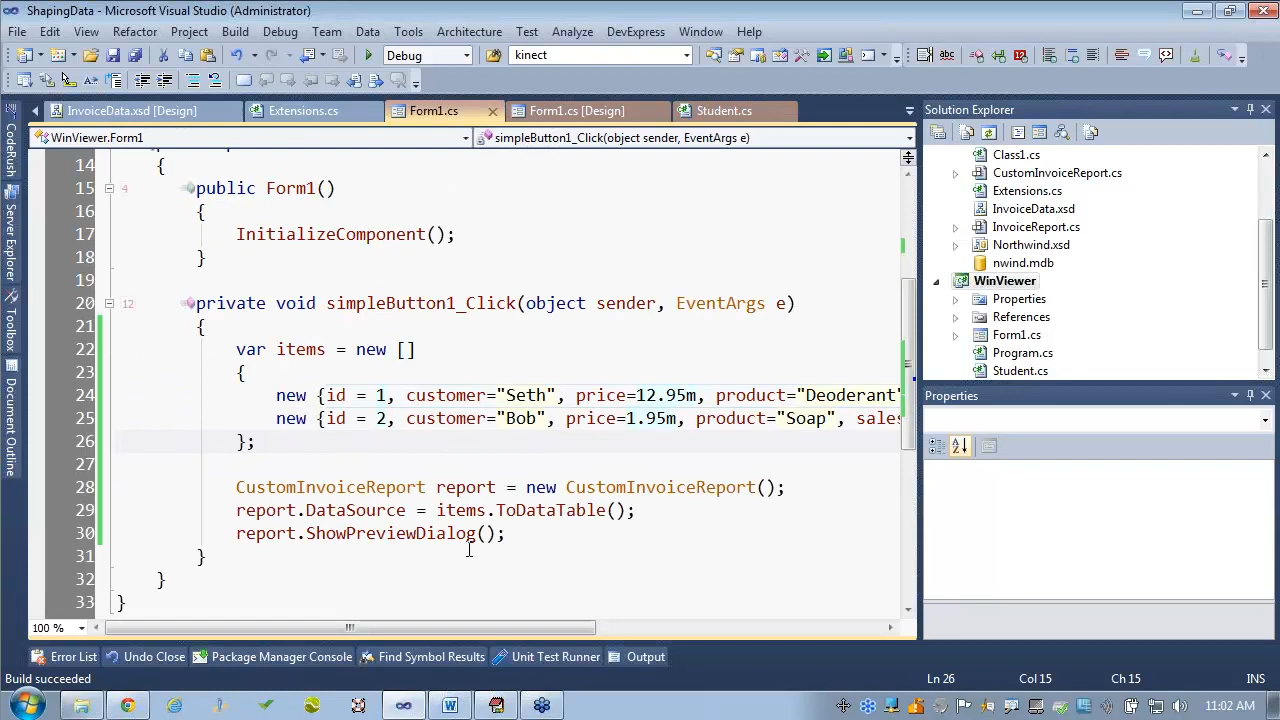 ShapingData - Microsoft Visual Studio (Administrator)
File Edit View Refactor Project Build Debug Team Data Tools Architecture Test Analyze DevExpress Window Help
Debug kinect
InvoiceData.xsd [Design] Extensions.cs Form1.cs Form1.cs [Design] Student.cs
WinViewer.Form1 simpleButton1_Click(object sender, EventArgs e)
14 {
15 4 public Form1()
16 {
17 InitializeComponent();
18 }
19
20 12 private void simpleButton1_Click(object sender, EventArgs e)
21 {
22 var items = new []
23 {
24 new {id = 1, customer="Seth", price=12.95m, product="Deoderant"
25 new {id = 2, customer="Bob", price=1.95m, product="Soap", sales
26 };
27
28 CustomInvoiceReport report = new CustomInvoiceReport();
29 report.DataSource = items.ToDataTable();
30 report.ShowPreviewDialog();
31 }
32 }
33 }
100 %
CodeRush
Server Explorer
Toolbox
Document Outline
Solution Explorer
Class1.cs
CustomInvoiceReport.cs
Extensions.cs
InvoiceData.xsd
InvoiceReport.cs
Northwind.xsd
nwind.mdb
WinViewer
Properties
References
Form1.cs
Program.cs
Student.cs
Properties
Error List Undo Close Package Manager Console Find Symbol Results Unit Test Runner Output
Build succeeded Ln 26 Col 15 Ch 15 INS
11:02 AM